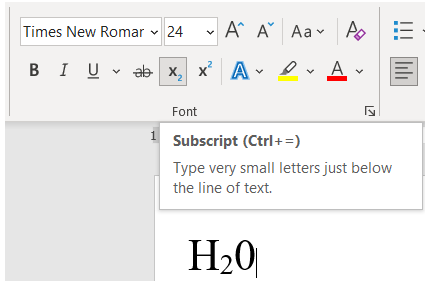 Times New Romar 24 A A Aa A
B I U ab x₂ x² A A
Font
1
Subscript (Ctrl+=)
Type very small letters just below
the line of text.
H₂0